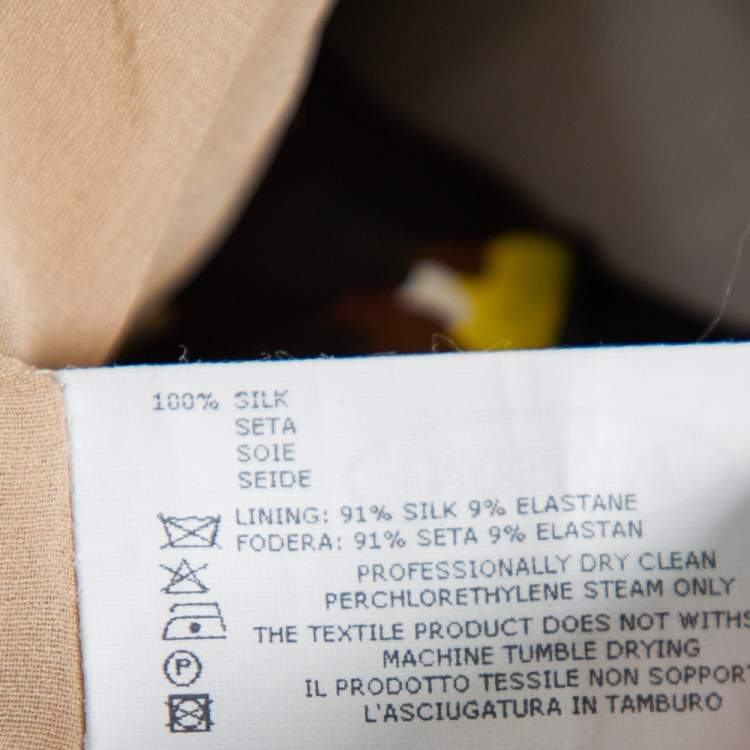 100% SILK
SETA
SOIE
SEIDE
LINING: 91% SILK 9% ELASTANE
FODERA: 91% SETA 9% ELASTAN
PROFESSIONALLY DRY CLEAN
PERCHLORETHYLENE STEAM ONLY
THE TEXTILE PRODUCT DOES NOT WITHS
MACHINE TUMBLE DRYING
P
IL PRODOTTO TESSILE NON SOPPORT
L'ASCIUGATURA IN TAMBURO